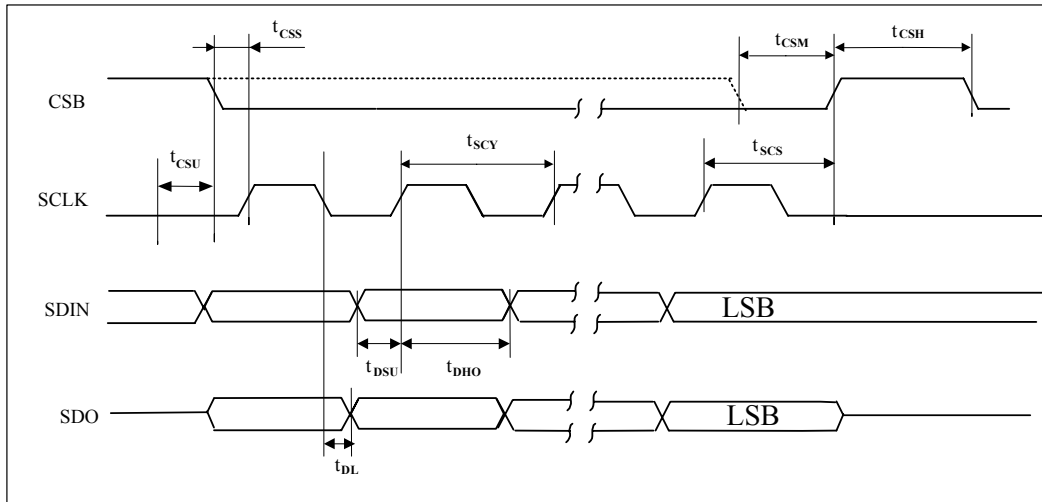 tCSS
tCSM
tCSH
CSB
tSCY
tCSU
tSCS
SCLK
SDIN
LSB
tDSU
tDHO
SDO
LSB
tDL